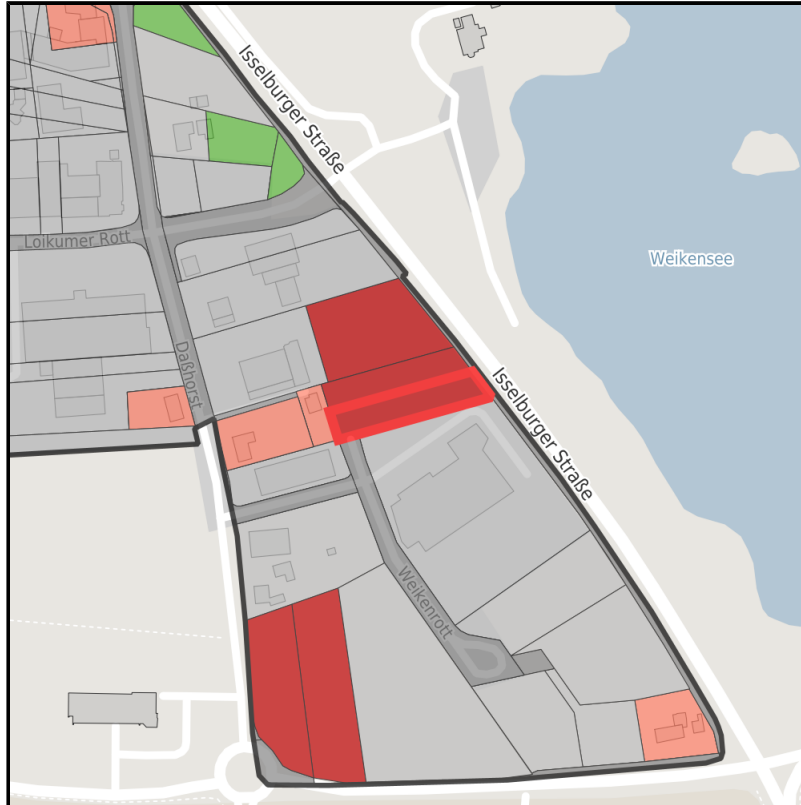 Isselburger Straße
Loikumer Rott
Weikensee
Daßhorst
Isselburger Straße
Weikenrott